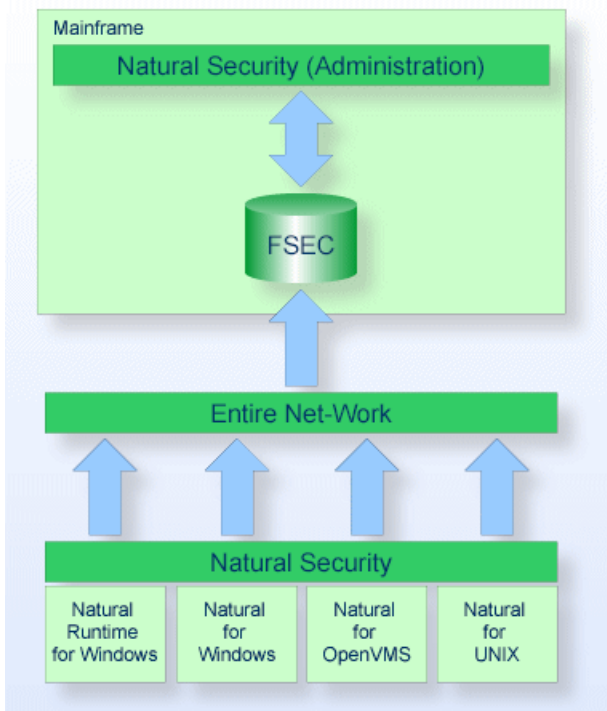 Mainframe
Natural Security (Administration)
FSEC
Entire Net-Work
Natural Security
Natural
Runtime
for Windows
Natural
for
Windows
Natural
for
OpenVMS
Natural
for
UNIX